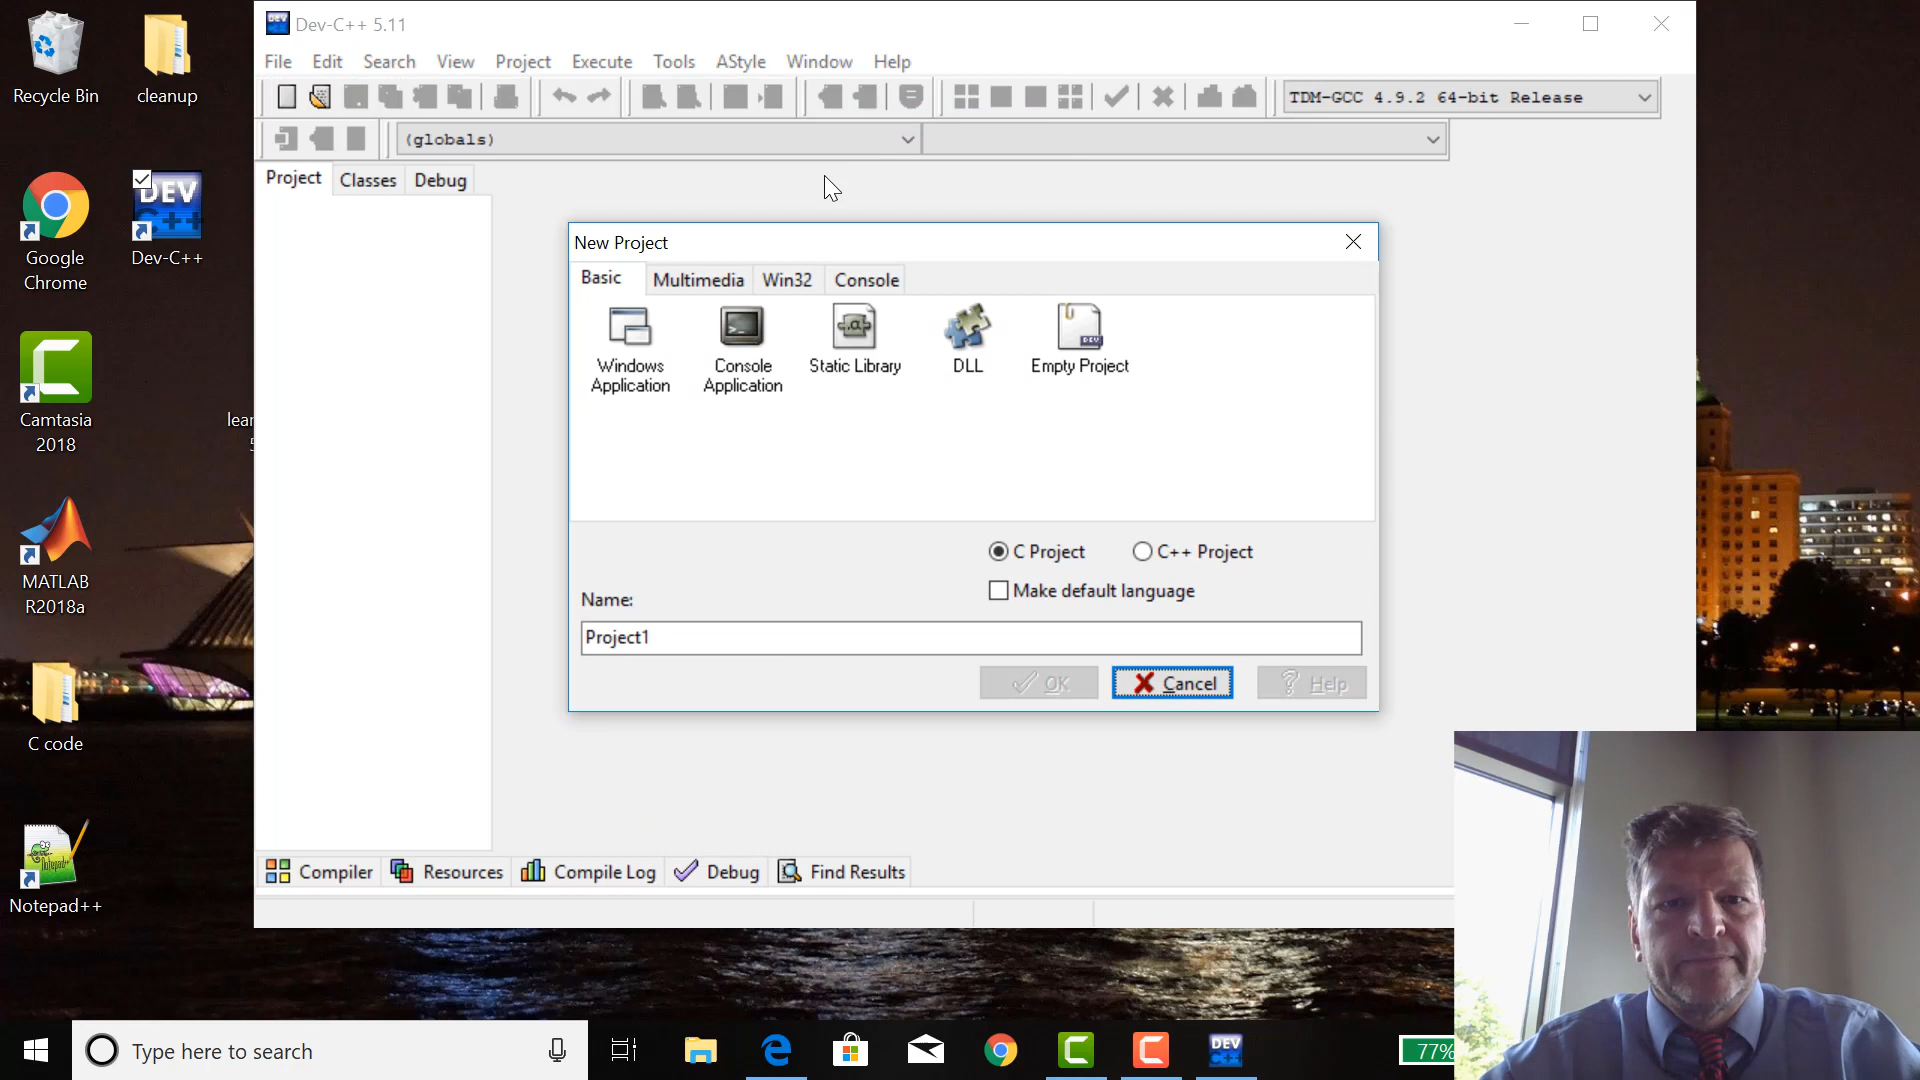 Recycle Bin
cleanup
Google
Chrome
Dev-C++
Camtasia
2018
MATLAB
R2018a
C code
Notepad++
Dev-C++ 5.11
File Edit Search View Project Execute Tools AStyle Window Help
TDM-GCC 4.9.2 64-bit Release
(globals)
Project Classes Debug
New Project
Basic Multimedia Win32 Console
Windows
Application
Console
Application
Static Library
DLL
Empty Project
C Project C++ Project
Make default language
Name:
Project1
OK Cancel Help
Compiler Resources Compile Log Debug Find Results
Type here to search
DEV
C++
77%